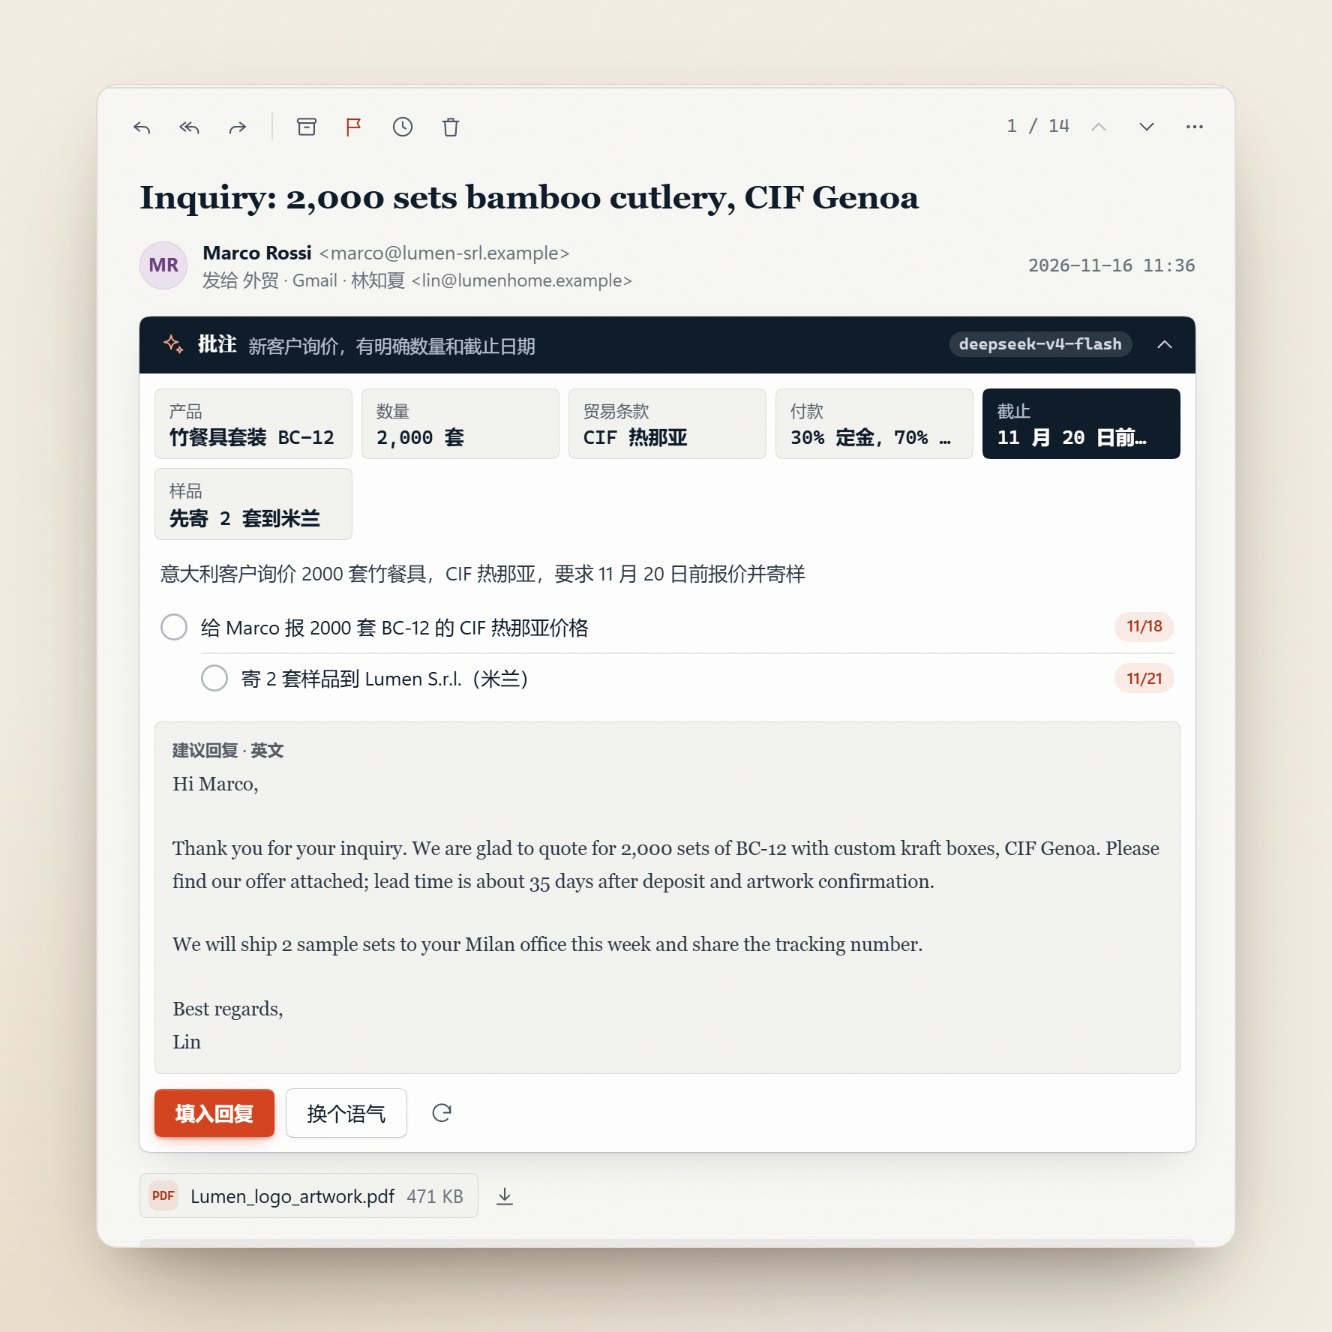 1 / 14
Inquiry: 2,000 sets bamboo cutlery, CIF Genoa
MR
Marco Rossi <marco@lumen-srl.example>
发给 外贸 · Gmail · 林知夏 <lin@lumenhome.example>
2026-11-16 11:36
批注 新客户询价，有明确数量和截止日期
deepseek-v4-flash
产品
竹餐具套装 BC-12
数量
2,000 套
贸易条款
CIF 热那亚
付款
30% 定金，70% …
截止
11 月 20 日前…
样品
先寄 2 套到米兰
意大利客户询价 2000 套竹餐具，CIF 热那亚，要求 11 月 20 日前报价并寄样
给 Marco 报 2000 套 BC-12 的 CIF 热那亚价格
11/18
寄 2 套样品到 Lumen S.r.l.（米兰）
11/21
建议回复 · 英文
Hi Marco,
Thank you for your inquiry. We are glad to quote for 2,000 sets of BC-12 with custom kraft boxes, CIF Genoa. Please
find our offer attached; lead time is about 35 days after deposit and artwork confirmation.
We will ship 2 sample sets to your Milan office this week and share the tracking number.
Best regards,
Lin
填入回复
换个语气
PDF Lumen_logo_artwork.pdf 471 KB